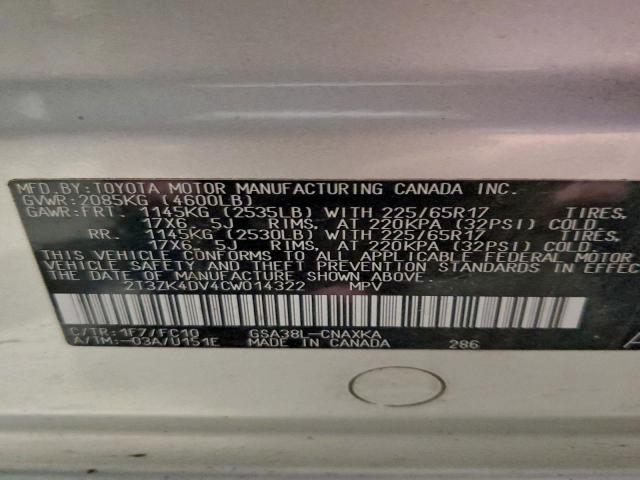 MFD.BY:TOYOTA MOTOR MANUFACTURING CANADA INC.
GVWR:2085KG (4600LB)
GAWR:FRT. 1145KG (2535LB) WITH 225/65R17 TIRES.
17X6. 5J RIMS. AT 220KPA (32PSI) COLD.
RR. 1145KG (2530LB) WITH 225/65R17 TIRES.
17X6. 5J RIMS. AT 220KPA (32PSI) COLD.
THIS VEHICLE CONFORMS TO ALL APPLICABLE FEDERAL MOTOR
VEHICLE SAFETY AND THEFT PREVENTION STANDARDS IN EFFEC
ON THE DATE OF MANUFACTURE SHOWN ABOVE.
2T3ZK4DV4CW014322 MPV
C/TR:1F7/FC10 GSA38L-CNAXKA
A/TM:-03A/U151E MADE IN CANADA 286